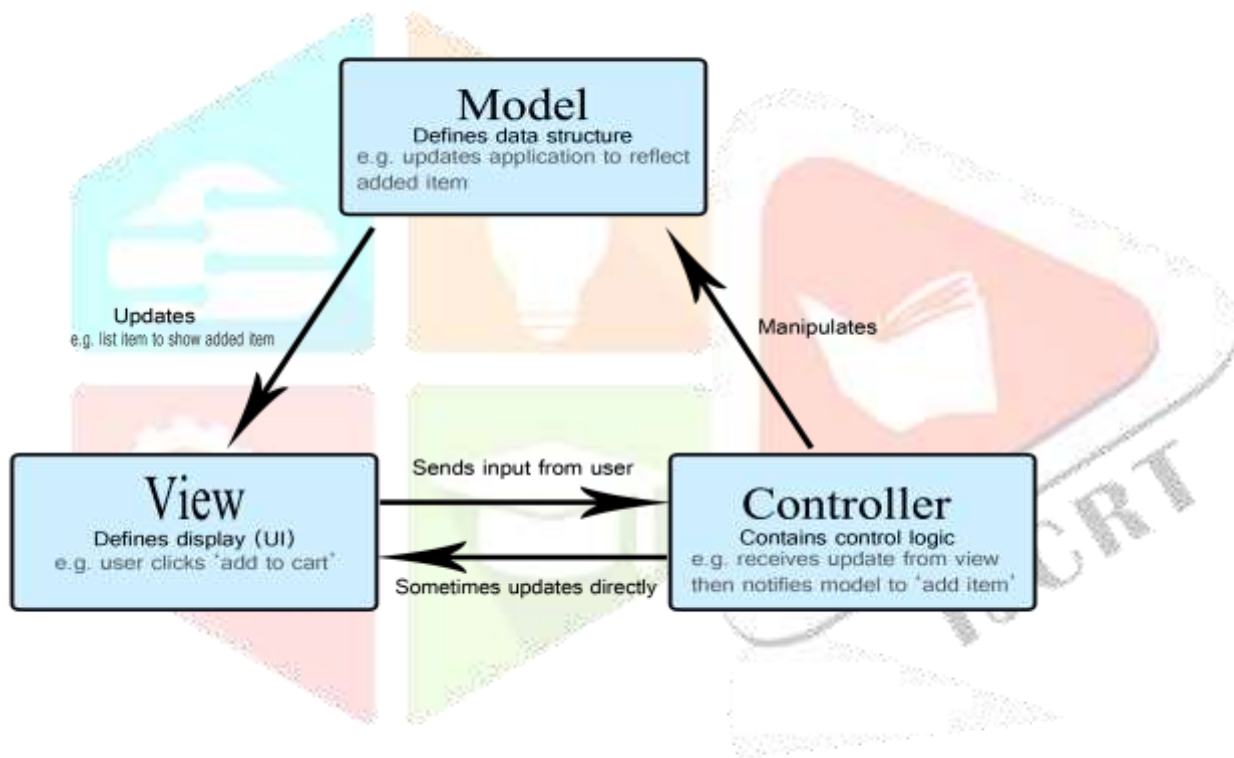 Model
Defines data structure
e.g. updates application to reflect
added item
Updates
e.g. list item to show added item
Manipulates
View
Defines display (UI)
e.g. user clicks ‘add to cart’
Sends input from user
Sometimes updates directly
Controller
Contains control logic
e.g. receives update from view
then notifies model to ‘add item’